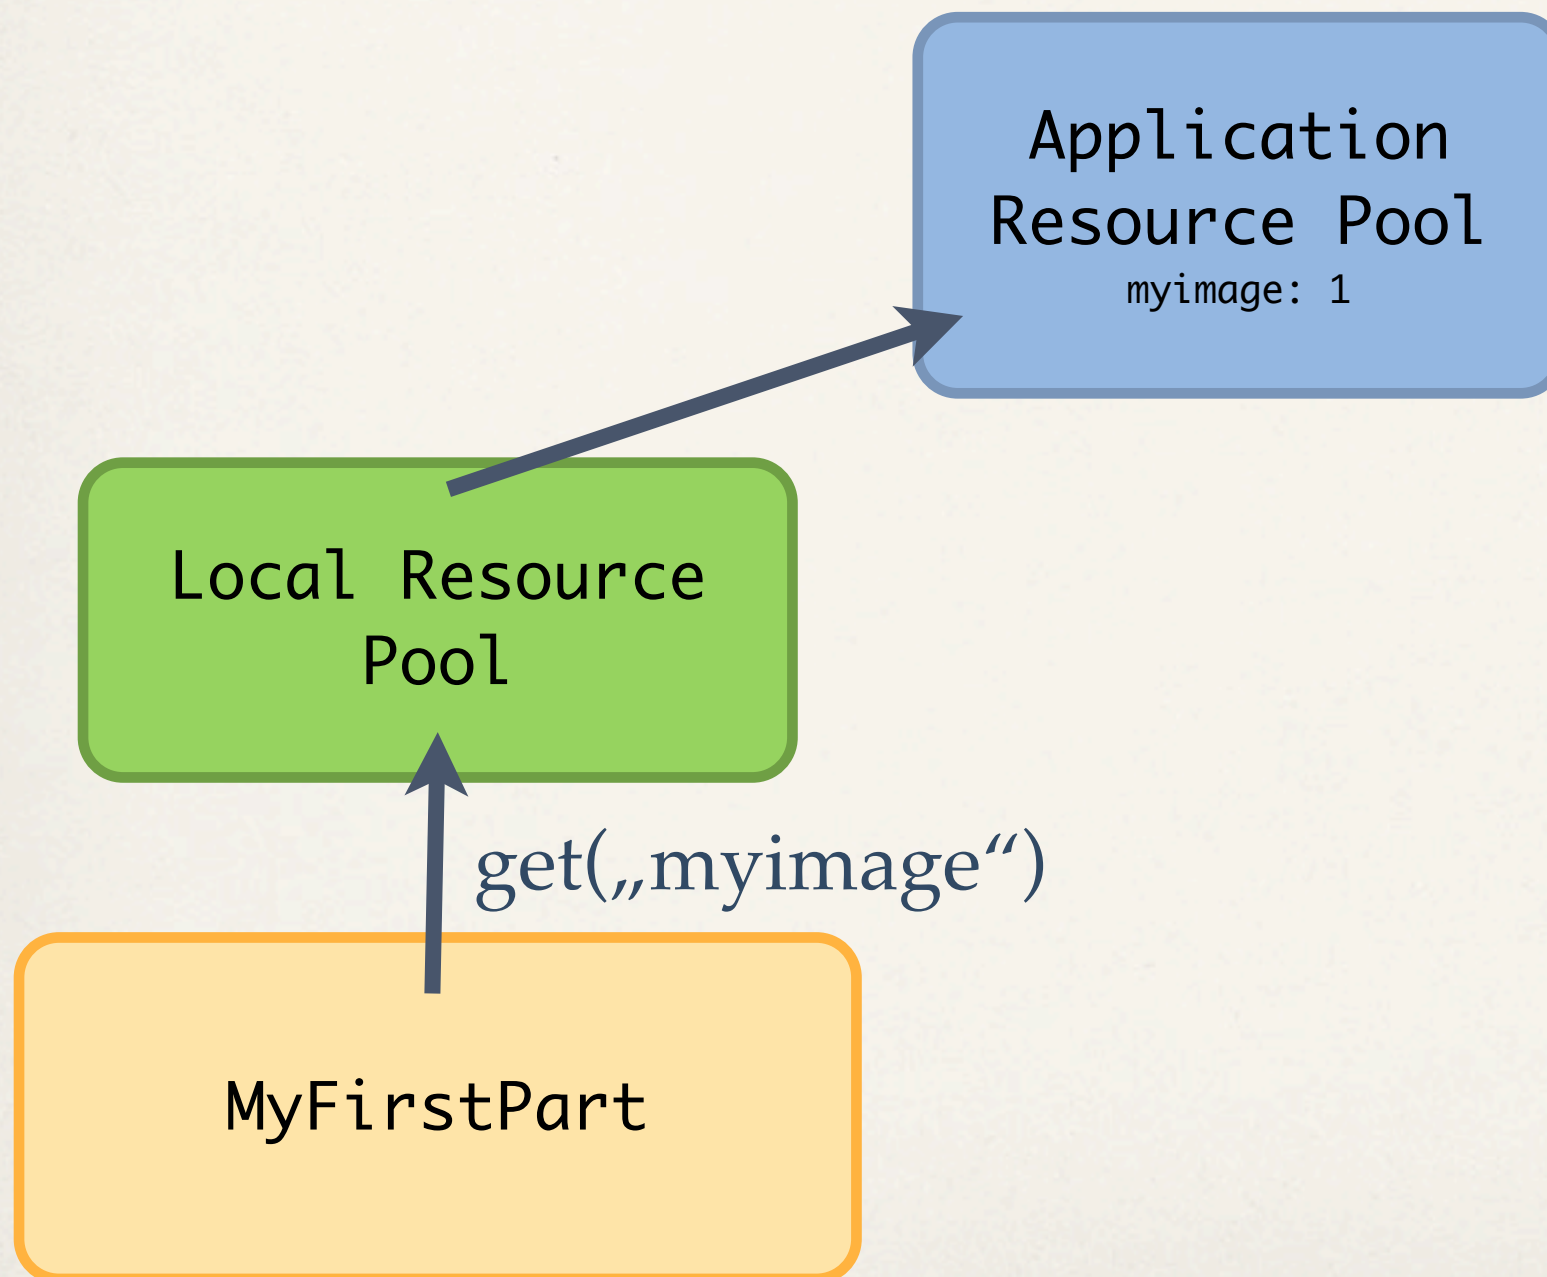 Application
Resource Pool
myimage: 1
Local Resource
Pool
get(„myimage“)
MyFirstPart